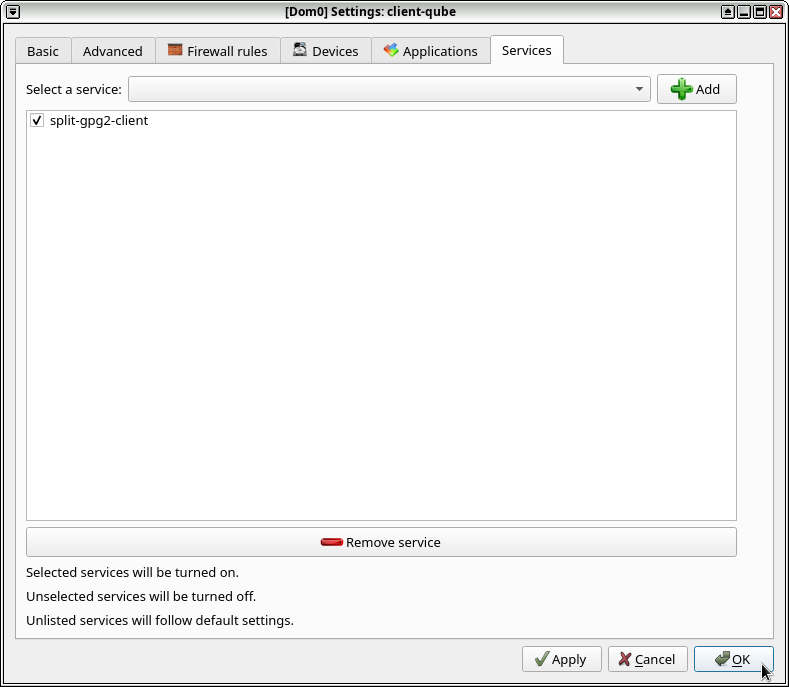 [Dom0] Settings: client-qube
Basic Advanced Firewall rules Devices Applications Services
Select a service: Add
split-gpg2-client
Remove service
Selected services will be turned on.
Unselected services will be turned off.
Unlisted services will follow default settings.
Apply Cancel OK